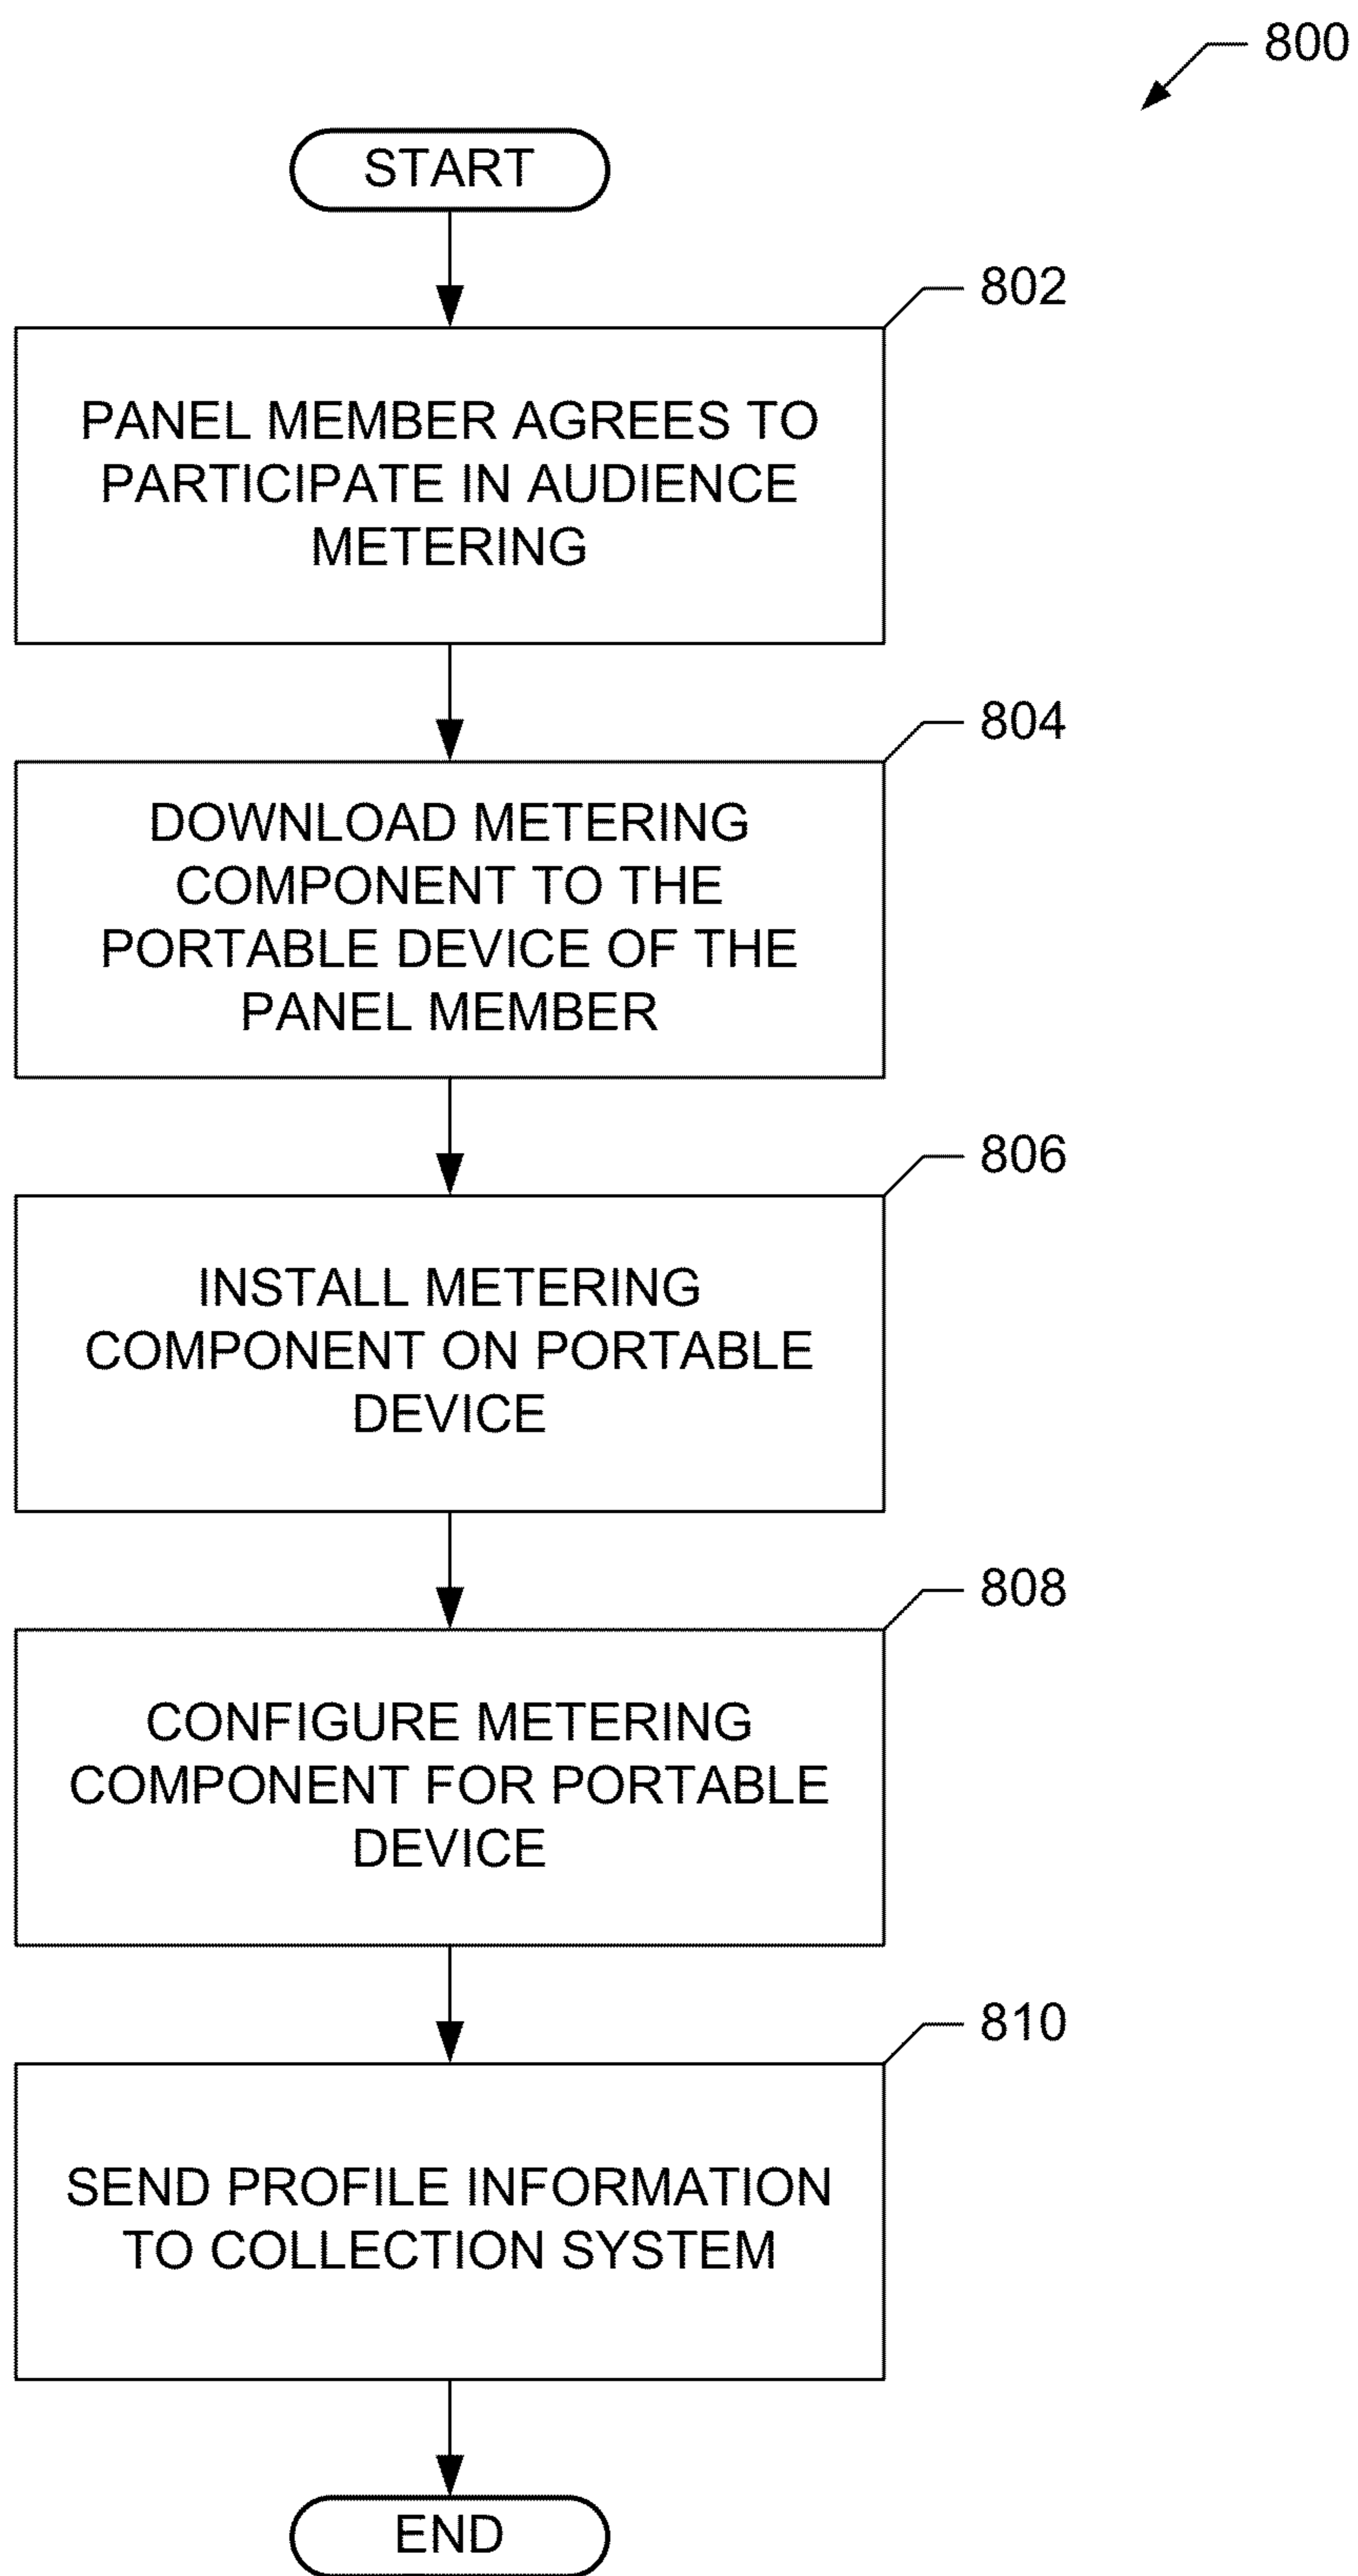 800
START
802
PANEL MEMBER AGREES TO
PARTICIPATE IN AUDIENCE
METERING
804
DOWNLOAD METERING
COMPONENT TO THE
PORTABLE DEVICE OF THE
PANEL MEMBER
806
INSTALL METERING
COMPONENT ON PORTABLE
DEVICE
808
CONFIGURE METERING
COMPONENT FOR PORTABLE
DEVICE
810
SEND PROFILE INFORMATION
TO COLLECTION SYSTEM
END